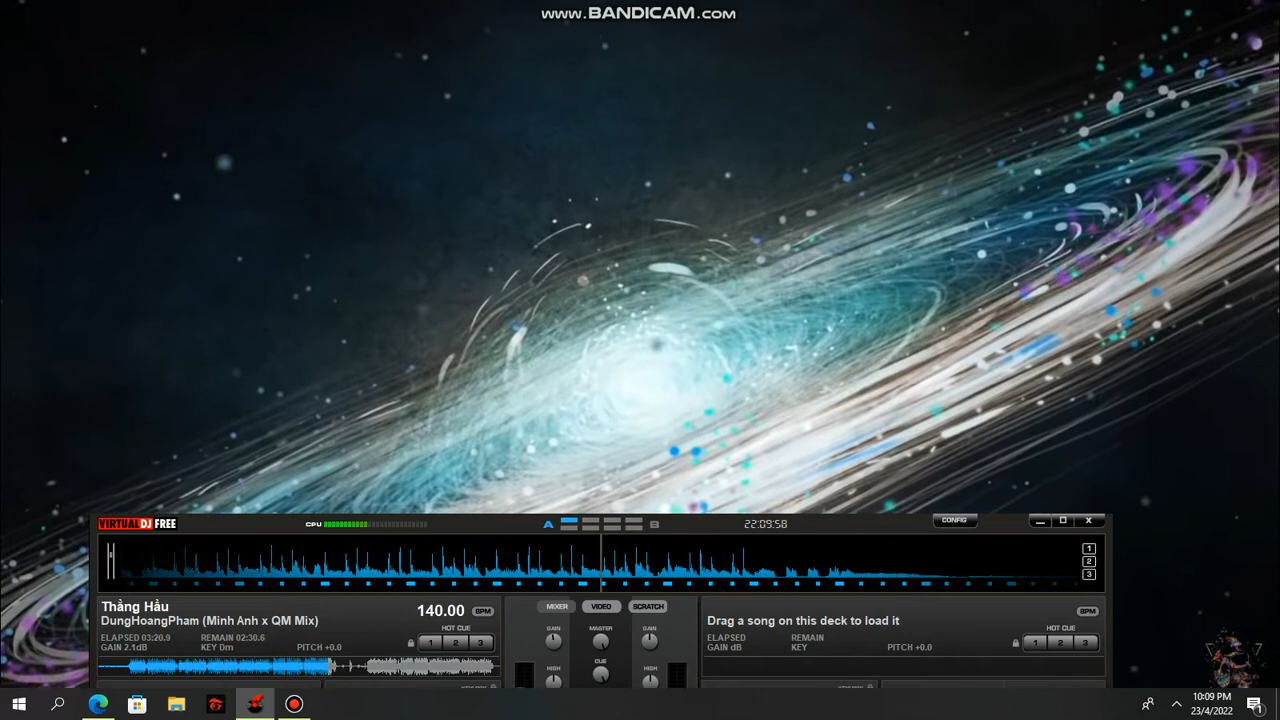 www.BANDICAM.com
VIRTUALDJ FREE
CPU
A
B
22:09:58
CONFIG
1
2
3
Thằng Hầu
DungHoangPham (Minh Anh x QM Mix)
140.00 BPM
HOT CUE
ELAPSED 03:20.9 REMAIN 02:30.6
GAIN 2.1dB KEY Dm PITCH +0.0
1 2 3
MIXER VIDEO SCRATCH
GAIN MASTER GAIN
CUE
HIGH HIGH
Drag a song on this deck to load it
BPM
HOT CUE
ELAPSED REMAIN
GAIN dB KEY PITCH +0.0
1 2 3
10:09 PM
23/4/2022
1